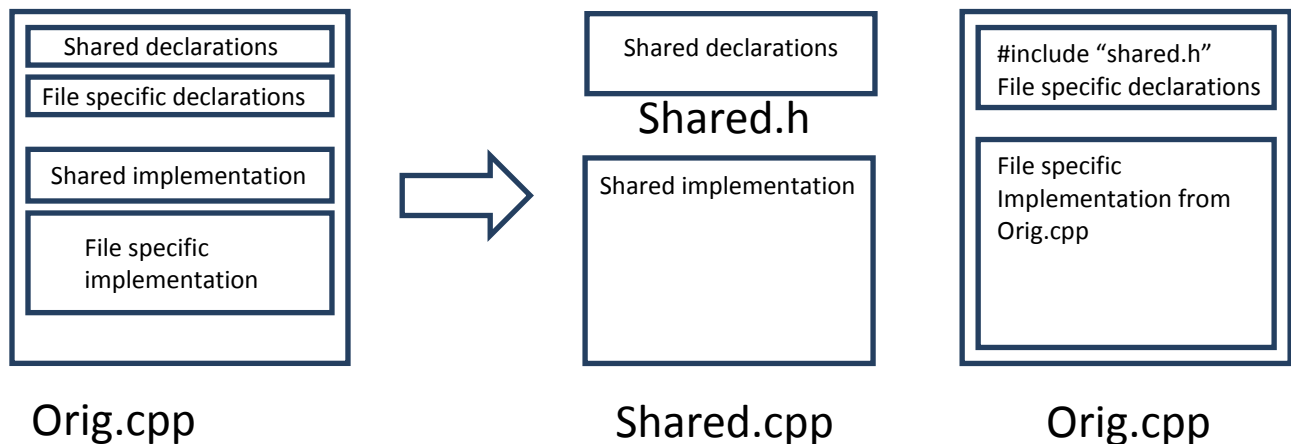 Shared declarations
File specific declarations
Shared implementation
File specific
implementation
Orig.cpp
Shared declarations
Shared.h
Shared implementation
Shared.cpp
#include “shared.h”
File specific declarations
File specific
Implementation from
Orig.cpp
Orig.cpp